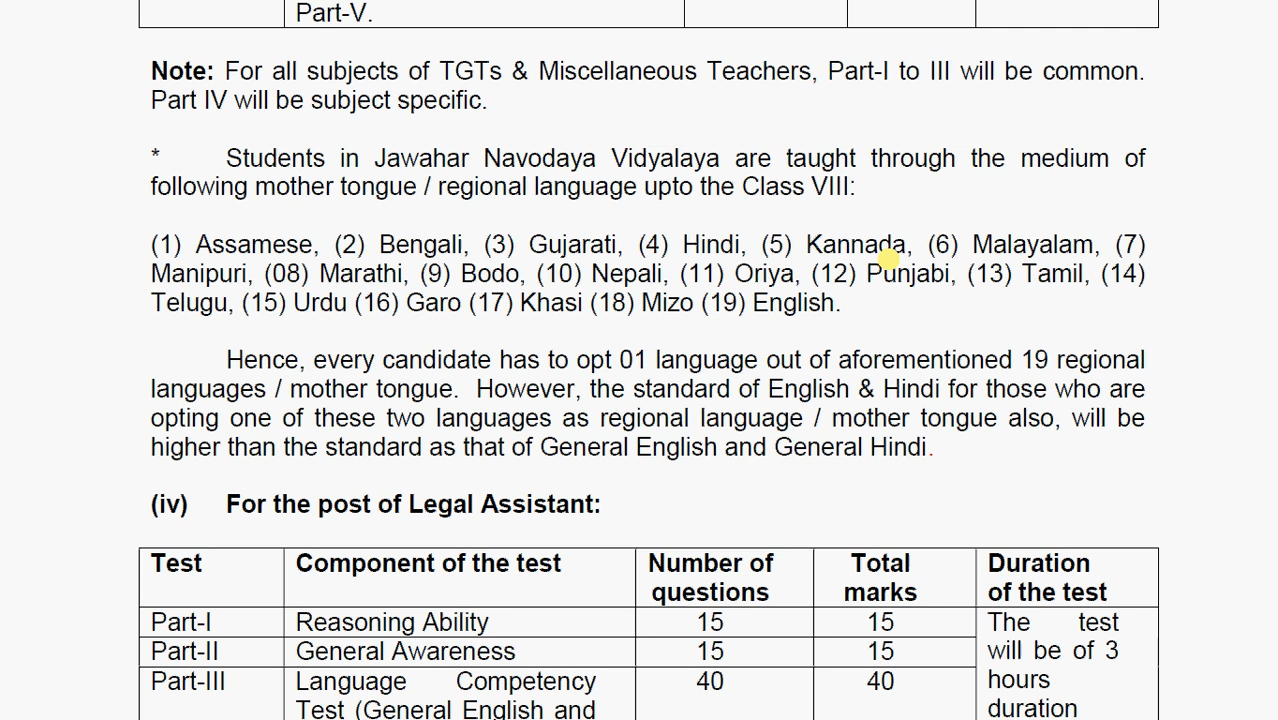 Part-V.
Note: For all subjects of TGTs & Miscellaneous Teachers, Part-I to III will be common.
Part IV will be subject specific.
* Students in Jawahar Navodaya Vidyalaya are taught through the medium of
following mother tongue / regional language upto the Class VIII:
(1) Assamese, (2) Bengali, (3) Gujarati, (4) Hindi, (5) Kannada, (6) Malayalam, (7)
Manipuri, (08) Marathi, (9) Bodo, (10) Nepali, (11) Oriya, (12) Punjabi, (13) Tamil, (14)
Telugu, (15) Urdu (16) Garo (17) Khasi (18) Mizo (19) English.
Hence, every candidate has to opt 01 language out of aforementioned 19 regional
languages / mother tongue. However, the standard of English & Hindi for those who are
opting one of these two languages as regional language / mother tongue also, will be
higher than the standard as that of General English and General Hindi.
(iv) For the post of Legal Assistant:
Test Component of the test Number of questions Total marks Duration of the test
Part-I Reasoning Ability 15 15 The test
Part-II General Awareness 15 15 will be of 3
Part-III Language Competency 40 40 hours
Test (General English and duration